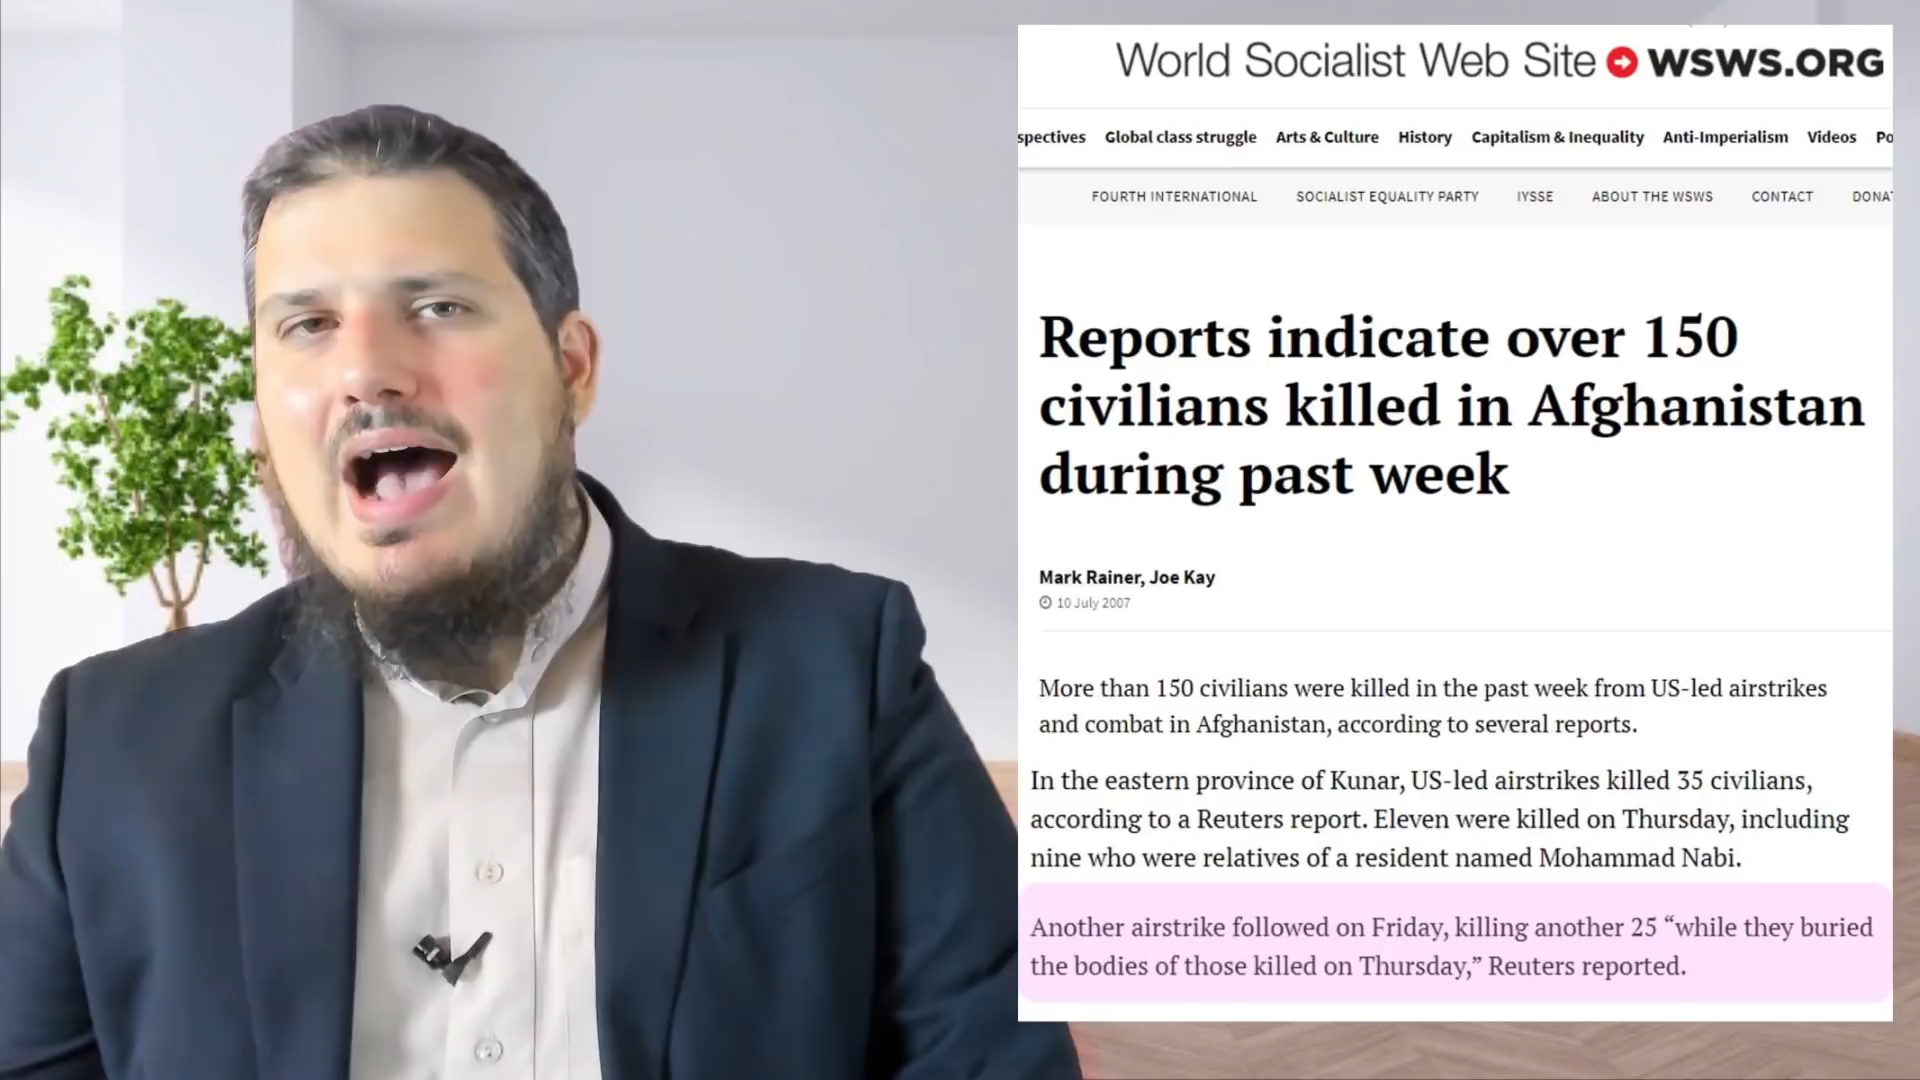 World Socialist Web Site WSWS.ORG
spectives Global class struggle Arts & Culture History Capitalism & Inequality Anti-Imperialism Videos Po
FOURTH INTERNATIONAL SOCIALIST EQUALITY PARTY IYSSE ABOUT THE WSWS CONTACT DONAT
Reports indicate over 150
civilians killed in Afghanistan
during past week
Mark Rainer, Joe Kay
10 July 2007
More than 150 civilians were killed in the past week from US-led airstrikes
and combat in Afghanistan, according to several reports.
In the eastern province of Kunar, US-led airstrikes killed 35 civilians,
according to a Reuters report. Eleven were killed on Thursday, including
nine who were relatives of a resident named Mohammad Nabi.
Another airstrike followed on Friday, killing another 25 “while they buried
the bodies of those killed on Thursday,” Reuters reported.